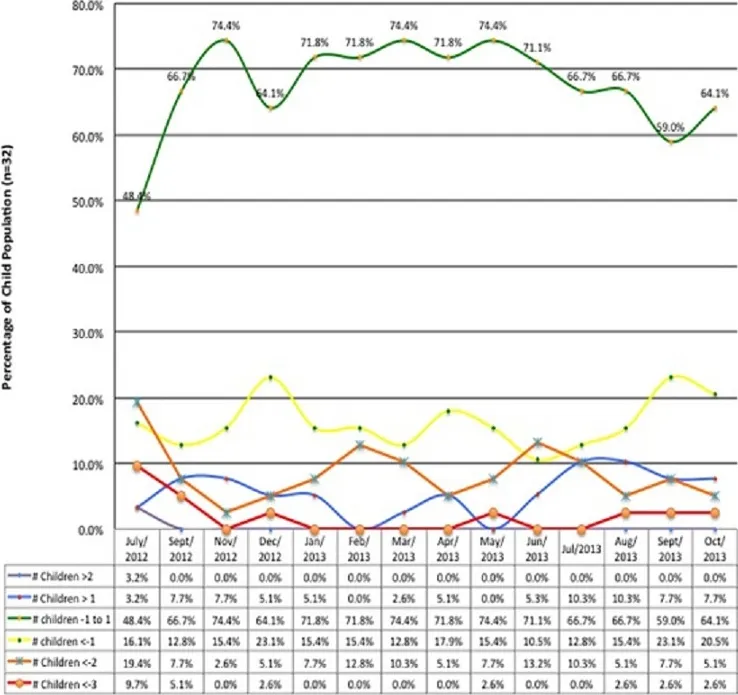 80.0%
70.0%
60.0%
50.0%
40.0%
30.0%
20.0%
10.0%
0.0%
Percentage of Child Population (n=32)
48.4% 66.7% 74.4% 64.1% 71.8% 71.8% 74.4% 71.8% 74.4% 71.1% 66.7% 66.7% 59.0% 64.1%
July/ Sept/ Nov/ Dec/ Jan/ Feb/ Mar/ Apr/ May/ Jun/ Jul/2013 Aug/ Sept/ Oct/
2012 2012 2012 2012 2013 2013 2013 2013 2013 2013 2013 2013 2013
# Children >2 3.2% 0.0% 0.0% 0.0% 0.0% 0.0% 0.0% 0.0% 0.0% 0.0% 0.0% 0.0% 0.0% 0.0%
# Children > 1 3.2% 7.7% 7.7% 5.1% 5.1% 0.0% 2.6% 5.1% 0.0% 5.3% 10.3% 10.3% 7.7% 7.7%
# children -1 to 1 48.4% 66.7% 74.4% 64.1% 71.8% 71.8% 74.4% 71.8% 74.4% 71.1% 66.7% 66.7% 59.0% 64.1%
# children <-1 16.1% 12.8% 15.4% 23.1% 15.4% 15.4% 12.8% 17.9% 15.4% 10.5% 12.8% 15.4% 23.1% 20.5%
# Children <-2 19.4% 7.7% 2.6% 5.1% 7.7% 12.8% 10.3% 5.1% 7.7% 13.2% 10.3% 5.1% 7.7% 5.1%
# Children <-3 9.7% 5.1% 0.0% 2.6% 0.0% 0.0% 0.0% 0.0% 2.6% 0.0% 0.0% 2.6% 2.6% 2.6%